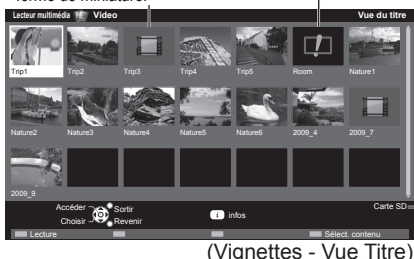 forme de miniature.
Lecteur multimédia Video Vue du titre
Trip1 Trip2 Trip3 Trip4 Trip5 Room Nature1
Nature2 Nature3 Nature4 Nature5 Nature6 2009_4 2009_7
2009_9
Accéder Sortir
Choisir Revenir
i infos
Carte SD
Lecture Sélect. contenu
(Vignettes - Vue Titre)